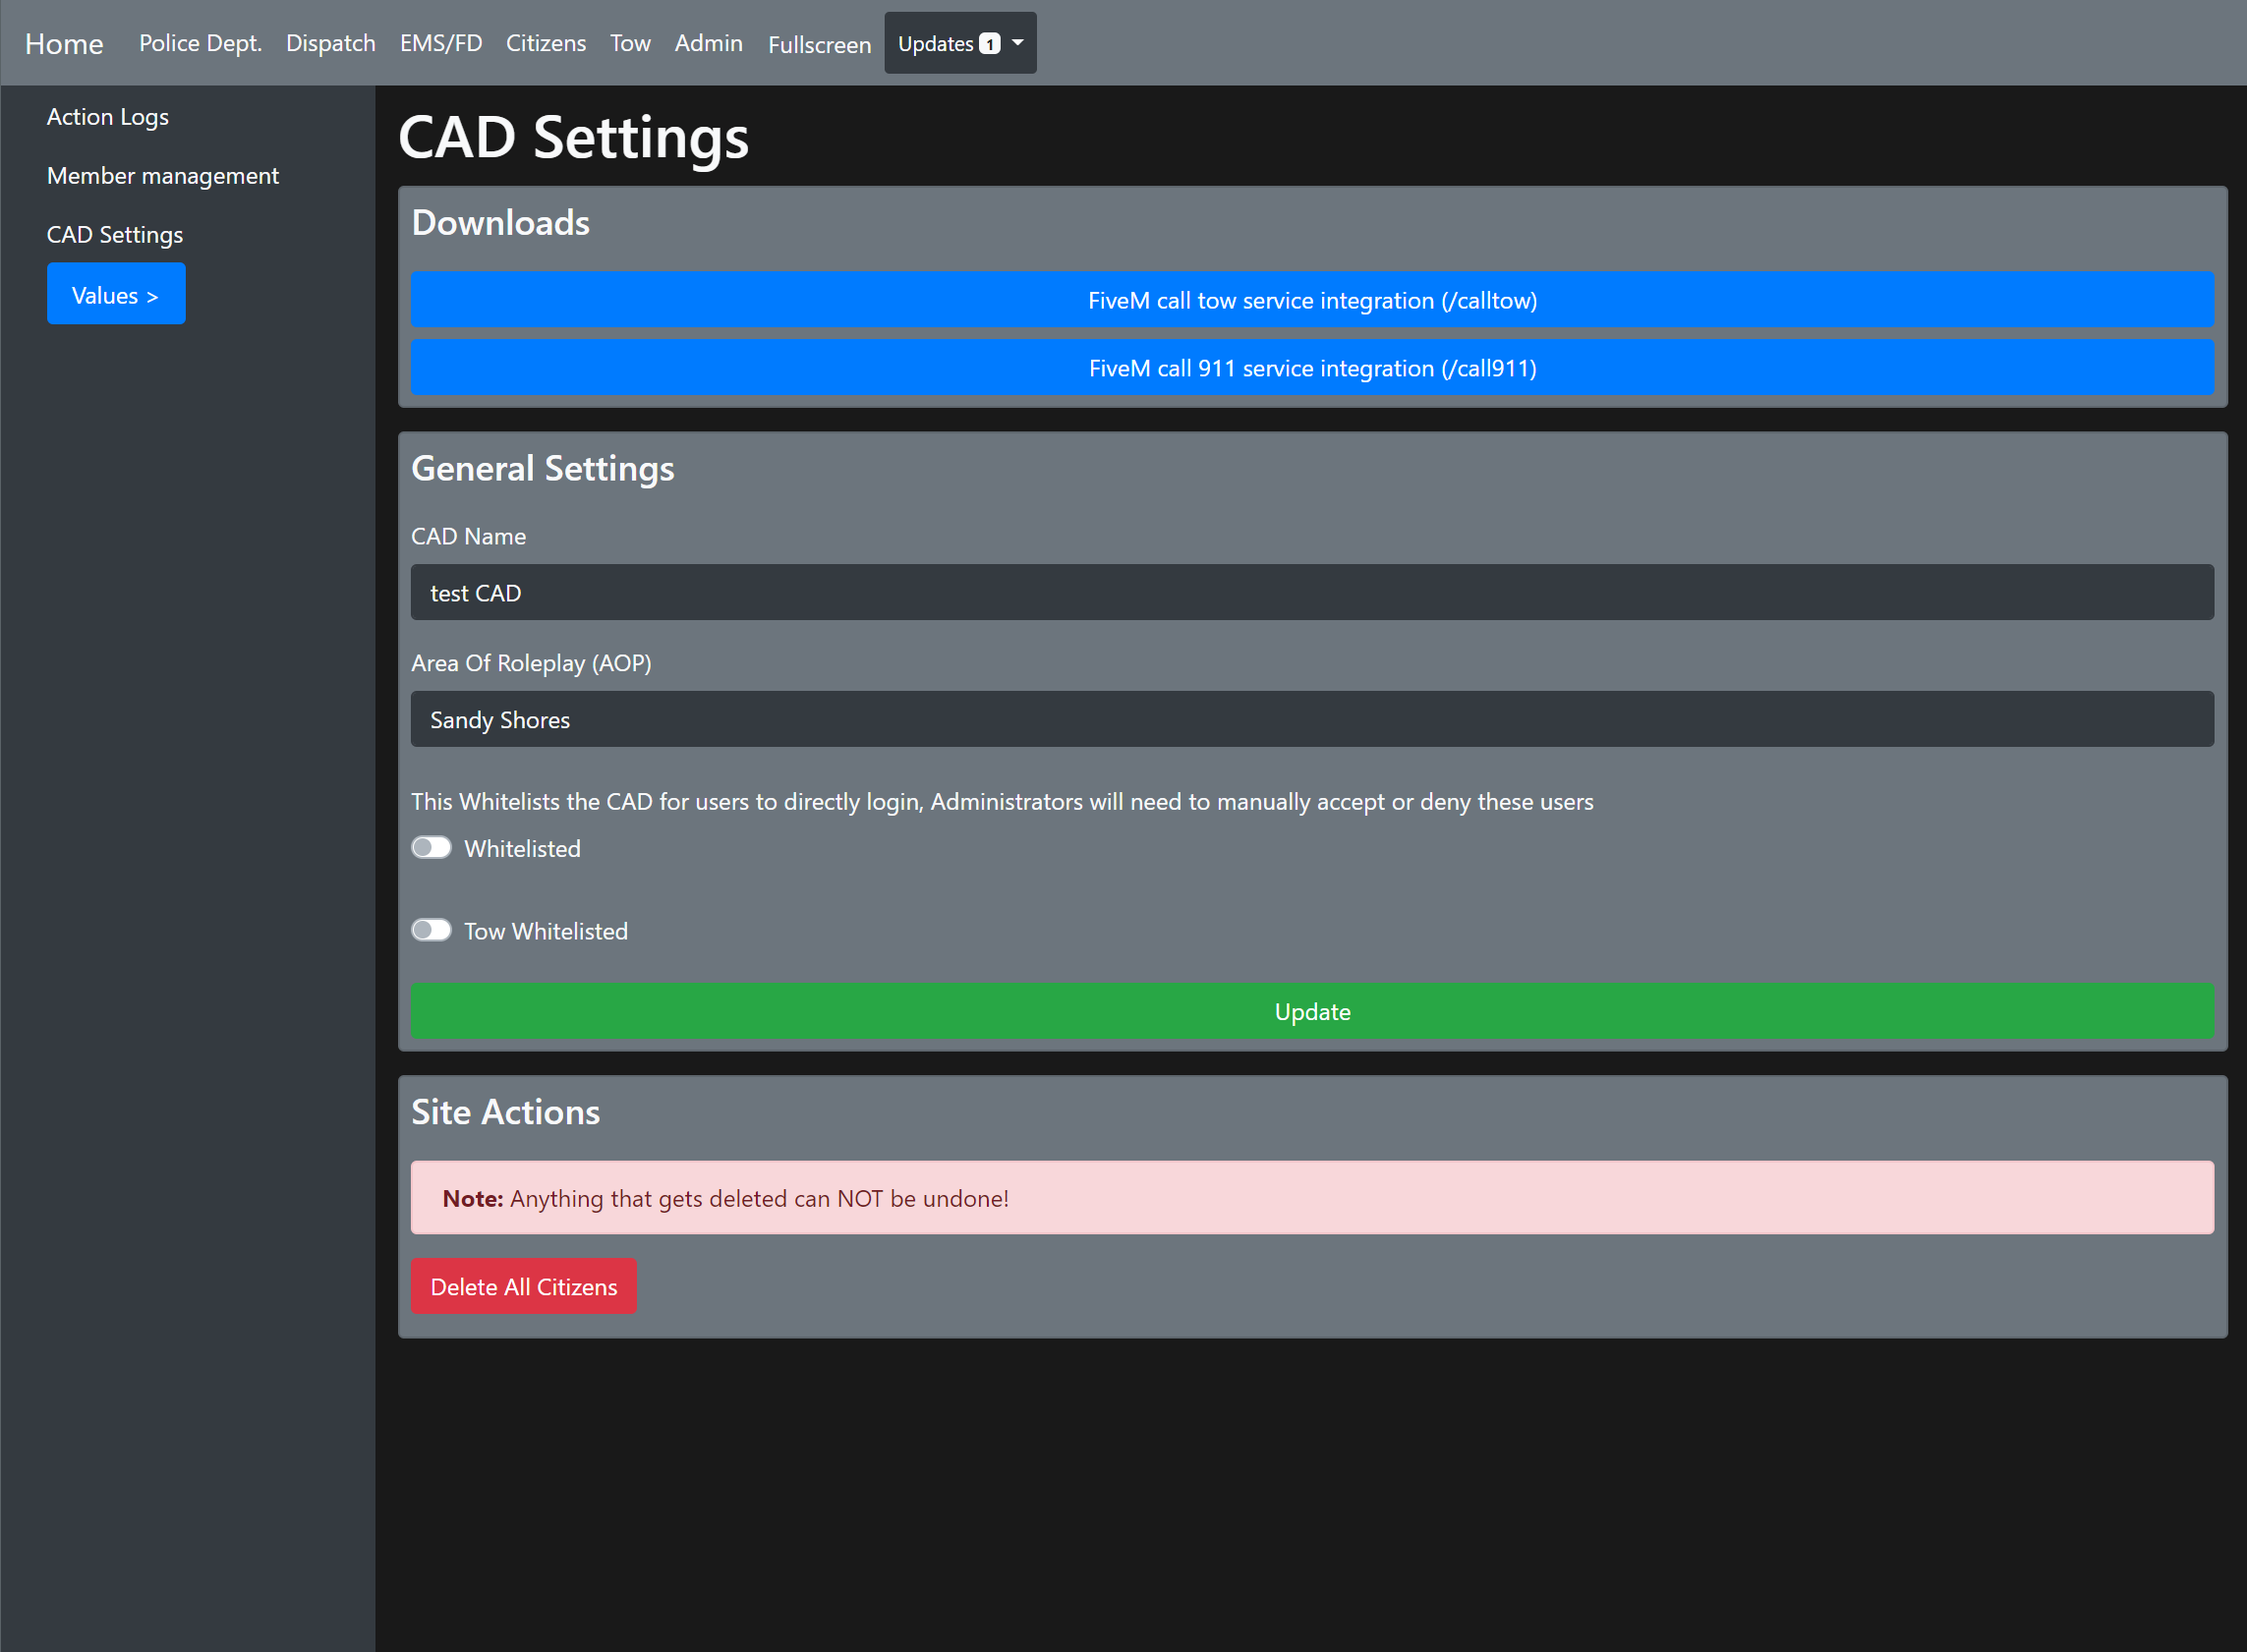 Home Police Dept. Dispatch EMS/FD Citizens Tow Admin Fullscreen Updates 1
Action Logs
Member management
CAD Settings
Values >
CAD Settings
Downloads
FiveM call tow service integration (/calltow)
FiveM call 911 service integration (/call911)
General Settings
CAD Name
test CAD
Area Of Roleplay (AOP)
Sandy Shores
This Whitelists the CAD for users to directly login, Administrators will need to manually accept or deny these users
Whitelisted
Tow Whitelisted
Update
Site Actions
Note: Anything that gets deleted can NOT be undone!
Delete All Citizens